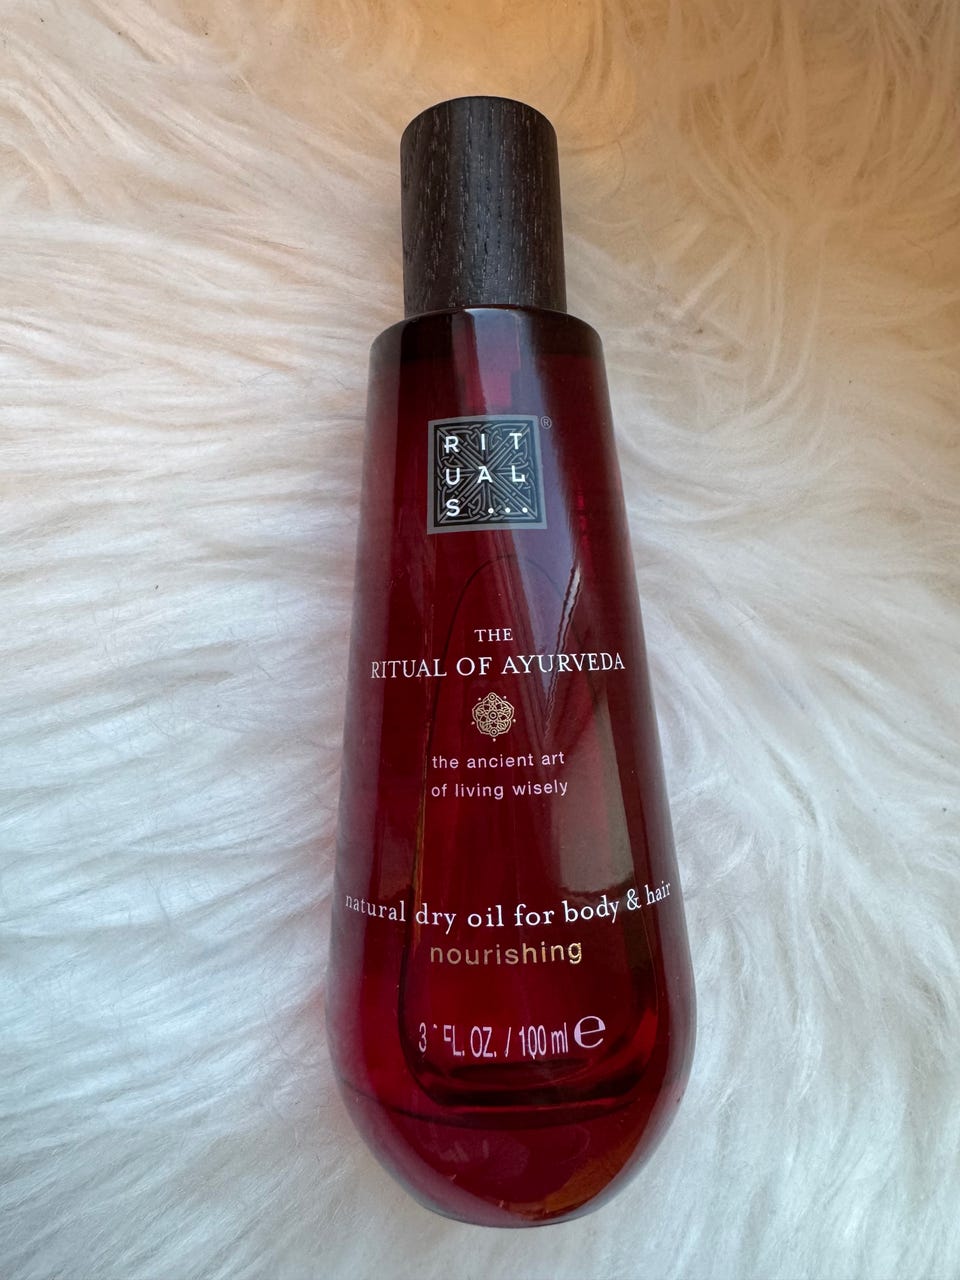 RIT
UAL
S...
®
THE
RITUAL OF AYURVEDA
the ancient art
of living wisely
natural dry oil for body & hair
nourishing
FL. OZ. / 100 ml ℮